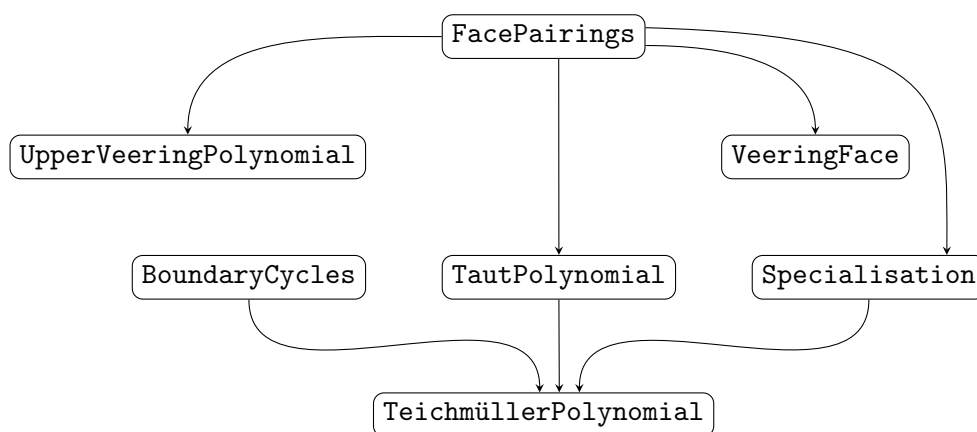 FacePairings
UpperVeeringPolynomial
VeeringFace
BoundaryCycles
TautPolynomial
Specialisation
TeichmüllerPolynomial